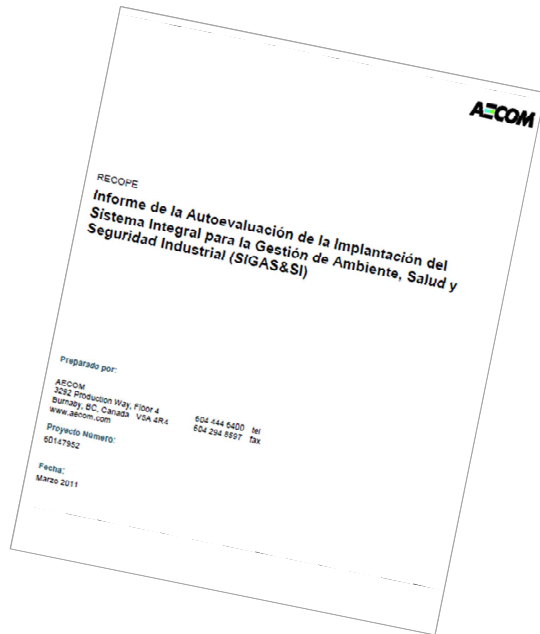 AECOM
RECOPE
Informe de la Autoevaluación de la Implantación del
Sistema Integral para la Gestión de Ambiente, Salud y
Seguridad Industrial (SIGAS&SI)
Preparado por:
AECOM
3292 Production Way, Floor 4 604 444 6400 tel
Burnaby, BC, Canada V5A 4R4 604 294 8597 fax
www.aecom.com
Proyecto Número:
60147952
Fecha:
Marzo 2011